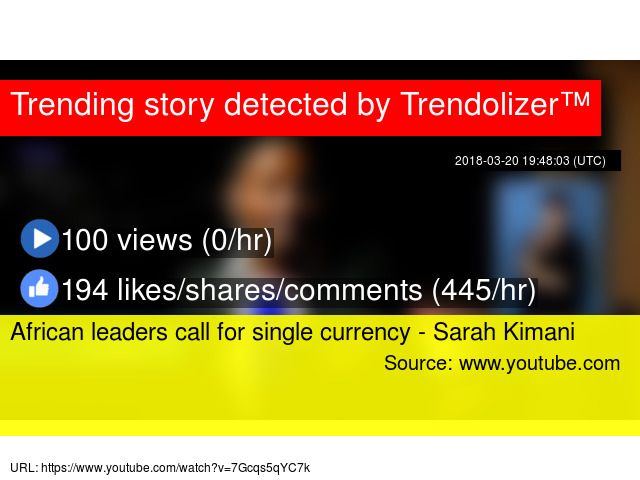 Trending story detected by Trendolizer™
2018-03-20 19:48:03 (UTC)
100 views (0/hr)
194 likes/shares/comments (445/hr)
African leaders call for single currency - Sarah Kimani
Source: www.youtube.com
URL: https://www.youtube.com/watch?v=7Gcqs5qYC7k